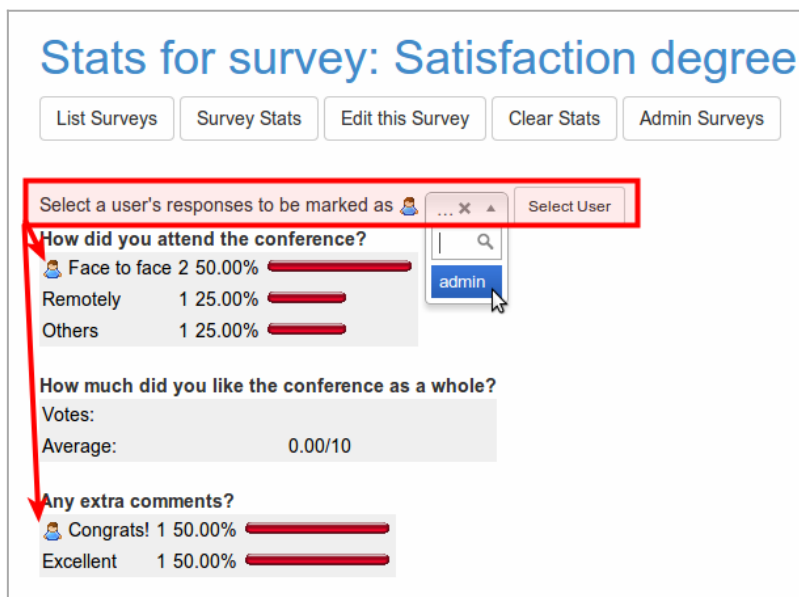 Stats for survey: Satisfaction degree
List Surveys Survey Stats Edit this Survey Clear Stats Admin Surveys
Select a user's responses to be marked as ... Select User
admin
How did you attend the conference?
Face to face 2 50.00%
Remotely 1 25.00%
Others 1 25.00%
How much did you like the conference as a whole?
Votes:
Average: 0.00/10
Any extra comments?
Congrats! 1 50.00%
Excellent 1 50.00%